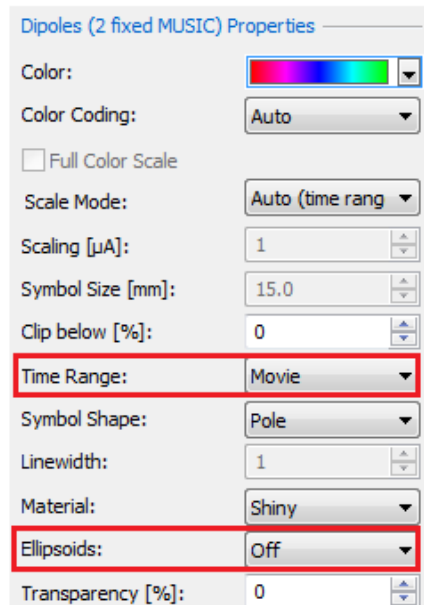 Dipoles (2 fixed MUSIC) Properties
Color:
Color Coding: Auto
Full Color Scale
Scale Mode: Auto (time rang
Scaling [µA]: 1
Symbol Size [mm]: 15.0
Clip below [%]: 0
Time Range: Movie
Symbol Shape: Pole
Linewidth: 1
Material: Shiny
Ellipsoids: Off
Transparency [%]: 0